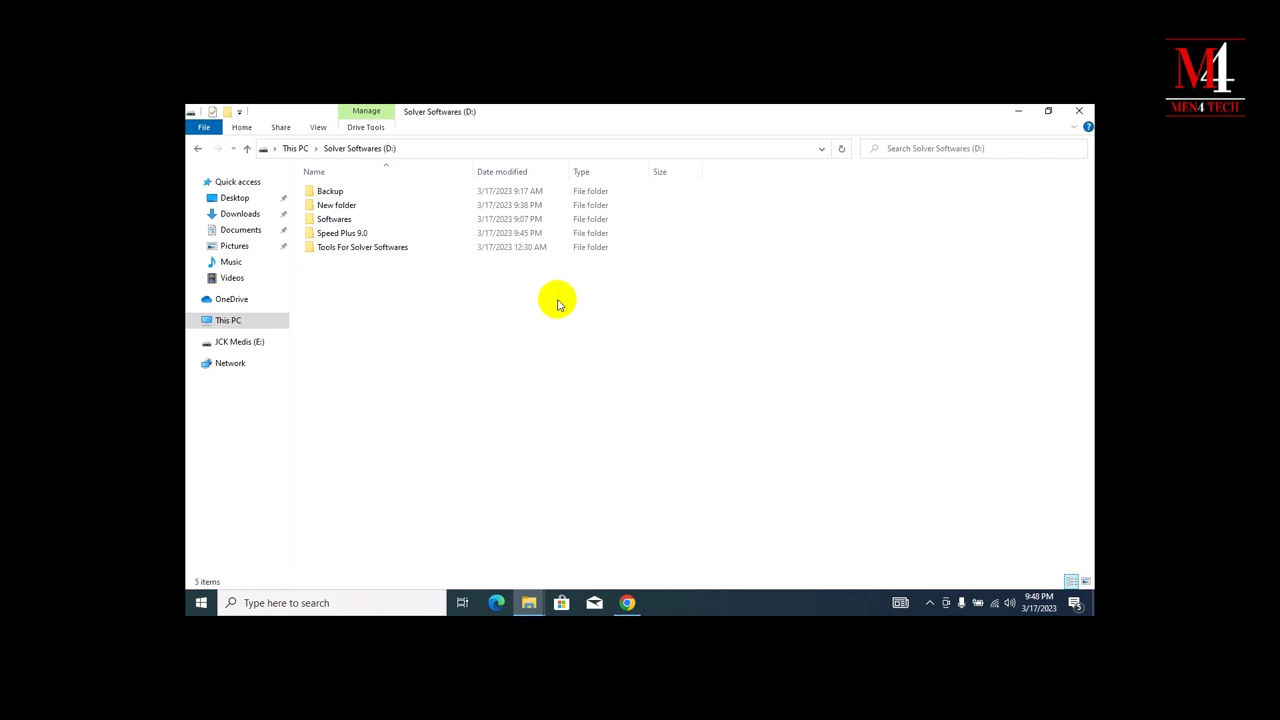 M4
MEN4 TECH
Manage
Solver Softwares (D:)
File
Home
Share
View
Drive Tools
This PC
Solver Softwares (D:)
Search Solver Softwares (D:)
Name
Date modified
Type
Size
Quick access
Desktop
Downloads
Documents
Pictures
Music
Videos
OneDrive
This PC
JCK Medis (E:)
Network
Backup 3/17/2023 9:17 AM File folder
New folder 3/17/2023 9:38 PM File folder
Softwares 3/17/2023 9:07 PM File folder
Speed Plus 9.0 3/17/2023 9:45 PM File folder
Tools For Solver Softwares 3/17/2023 12:30 AM File folder
5 items
Type here to search
9:48 PM
3/17/2023
5